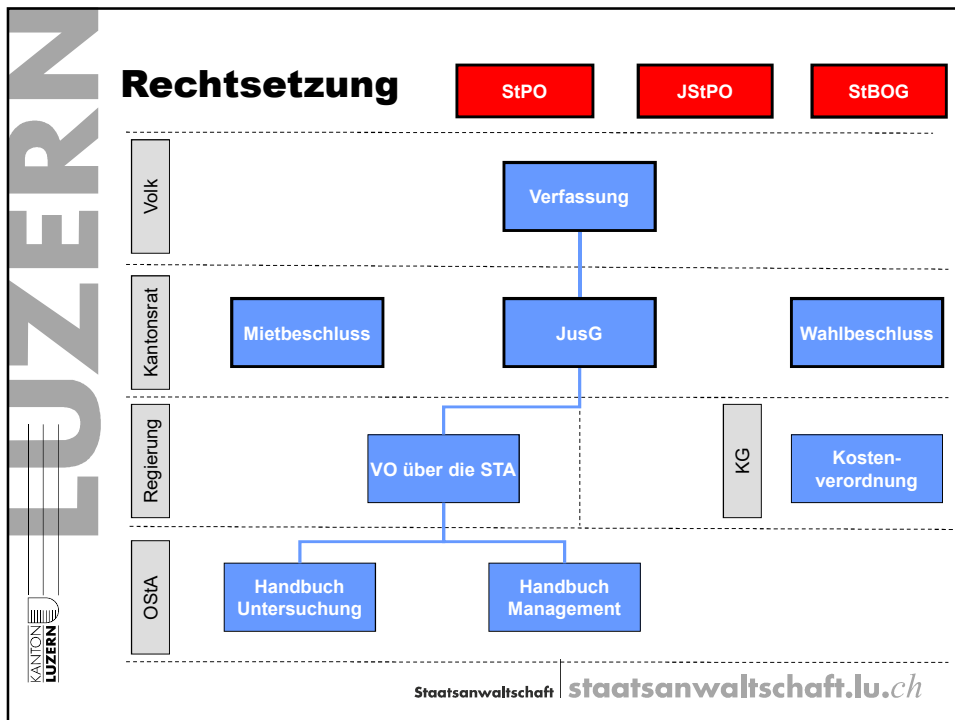 LUZERN
Rechtsetzung
StPO
JStPO
StBOG
Volk
Verfassung
Kantonsrat
Mietbeschluss
JusG
Wahlbeschluss
Regierung
VO über die STA
KG
Kosten-
verordnung
OStA
Handbuch
Untersuchung
Handbuch
Management
KANTON
LUZERN
Staatsanwaltschaft
staatsanwaltschaft.lu.ch